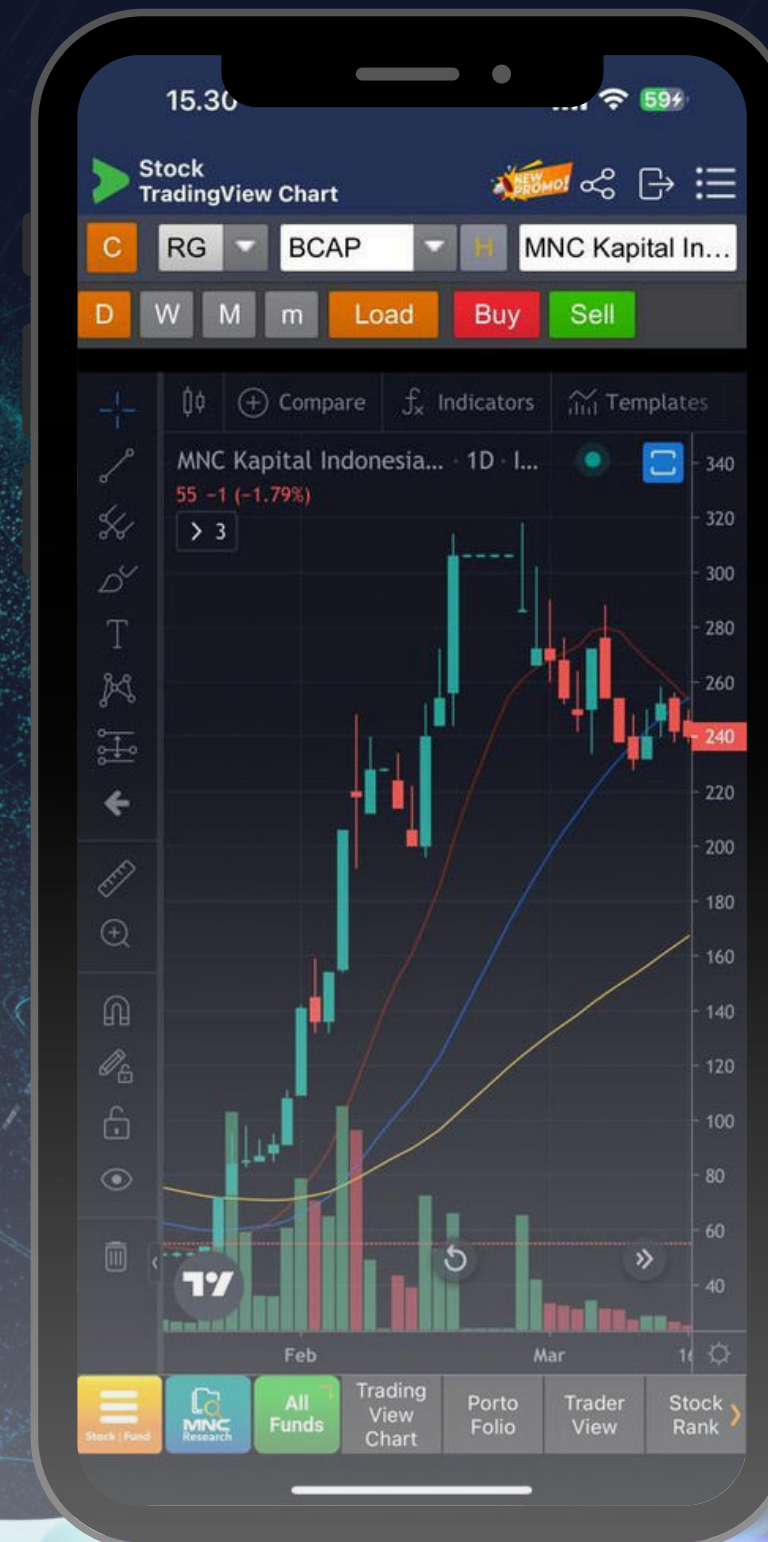 15.30
59
Stock
TradingView Chart
NEW
PROMO!
C RG BCAP H MNC Kapital In...
D W M m Load Buy Sell
Compare Indicators Templates
MNC Kapital Indonesia... · 1D · I...
55 −1 (−1.79%)
3
340
320
300
280
260
240
220
200
180
160
140
120
100
80
60
40
Feb Mar 16
Stock | Fund
MNC
Research
All
Funds
Trading
View
Chart
Porto
Folio
Trader
View
Stock
Rank